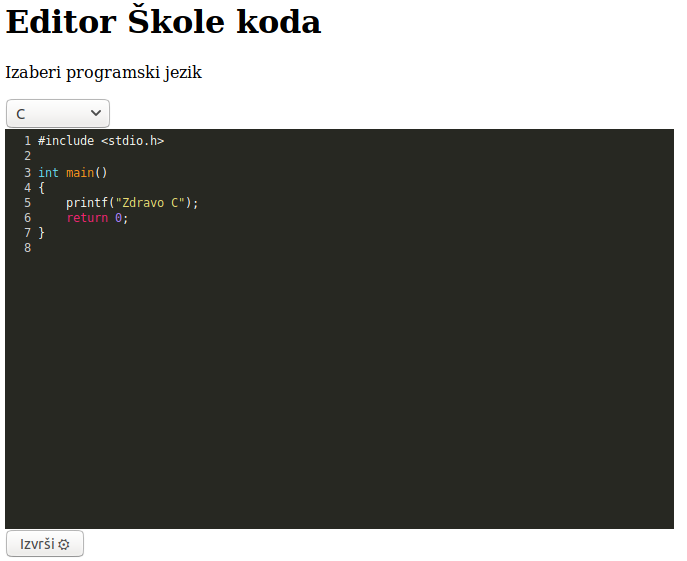 Editor Škole koda
Izaberi programski jezik
C
1 #include <stdio.h>
2
3 int main()
4 {
5     printf("Zdravo C");
6     return 0;
7 }
8
Izvrši